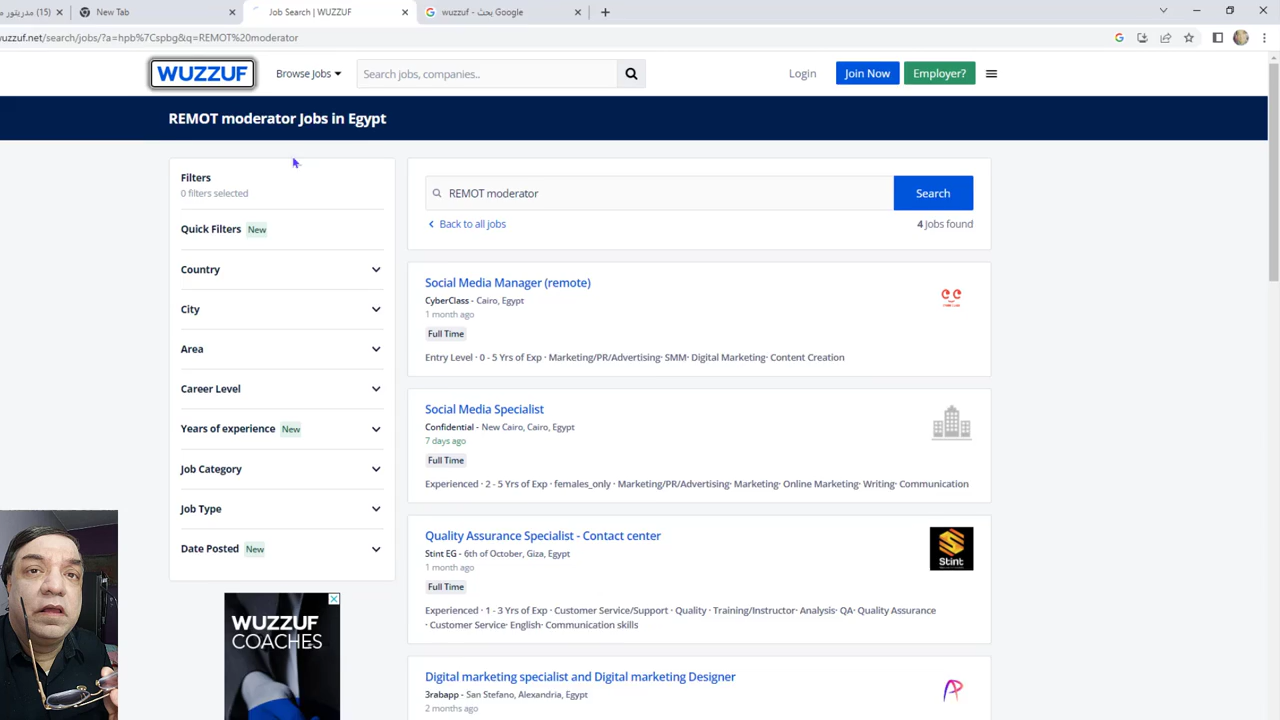 (15) مدريتور
New Tab
Job Search | WUZZUF
wuzzuf - بحث Google
wuzzuf.net/search/jobs/?a=hpb%7Cspbg&q=REMOT%20moderator
WUZZUF
Browse Jobs
Search jobs, companies..
Login
Join Now
Employer?
REMOT moderator Jobs in Egypt
Filters
0 filters selected
Quick Filters New
Country
City
Area
Career Level
Years of experience New
Job Category
Job Type
Date Posted New
WUZZUF
COACHES
REMOT moderator
Search
Back to all jobs
4 jobs found
Social Media Manager (remote)
CyberClass - Cairo, Egypt
1 month ago
Full Time
Entry Level · 0 - 5 Yrs of Exp · Marketing/PR/Advertising· SMM· Digital Marketing· Content Creation
Social Media Specialist
Confidential - New Cairo, Cairo, Egypt
7 days ago
Full Time
Experienced · 2 - 5 Yrs of Exp · females_only · Marketing/PR/Advertising· Marketing· Online Marketing· Writing· Communication
Quality Assurance Specialist - Contact center
Stint EG - 6th of October, Giza, Egypt
1 month ago
Full Time
Experienced · 1 - 3 Yrs of Exp · Customer Service/Support · Quality · Training/Instructor· Analysis· QA· Quality Assurance
· Customer Service· English· Communication skills
Stint
Digital marketing specialist and Digital marketing Designer
3rabapp - San Stefano, Alexandria, Egypt
2 months ago